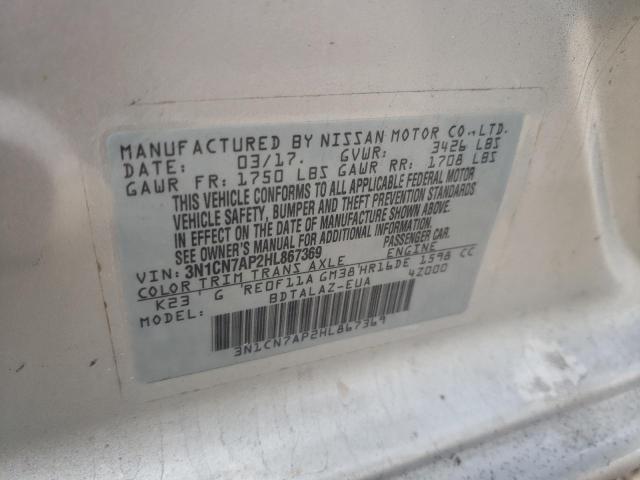 MANUFACTURED BY NISSAN MOTOR CO.,LTD.
DATE: 03/17. GVWR: 3426 LBS
GAWR FR: 1750 LBS GAWR RR: 1708 LBS
THIS VEHICLE CONFORMS TO ALL APPLICABLE FEDERAL MOTOR
VEHICLE SAFETY, BUMPER AND THEFT PREVENTION STANDARDS
IN EFFECT ON THE DATE OF MANUFACTURE SHOWN ABOVE.
SEE OWNER'S MANUAL FOR ADDITIONAL INFORMATION.
VIN: 3N1CN7AP2HL867369 PASSENGER CAR.
COLOR TRIM TRANS AXLE ENGINE
K23 G RE0F11A GM38 HR16DE 1598 CC
MODEL: BDTALAZ-EUA 4Z000
3N1CN7AP2HL867369